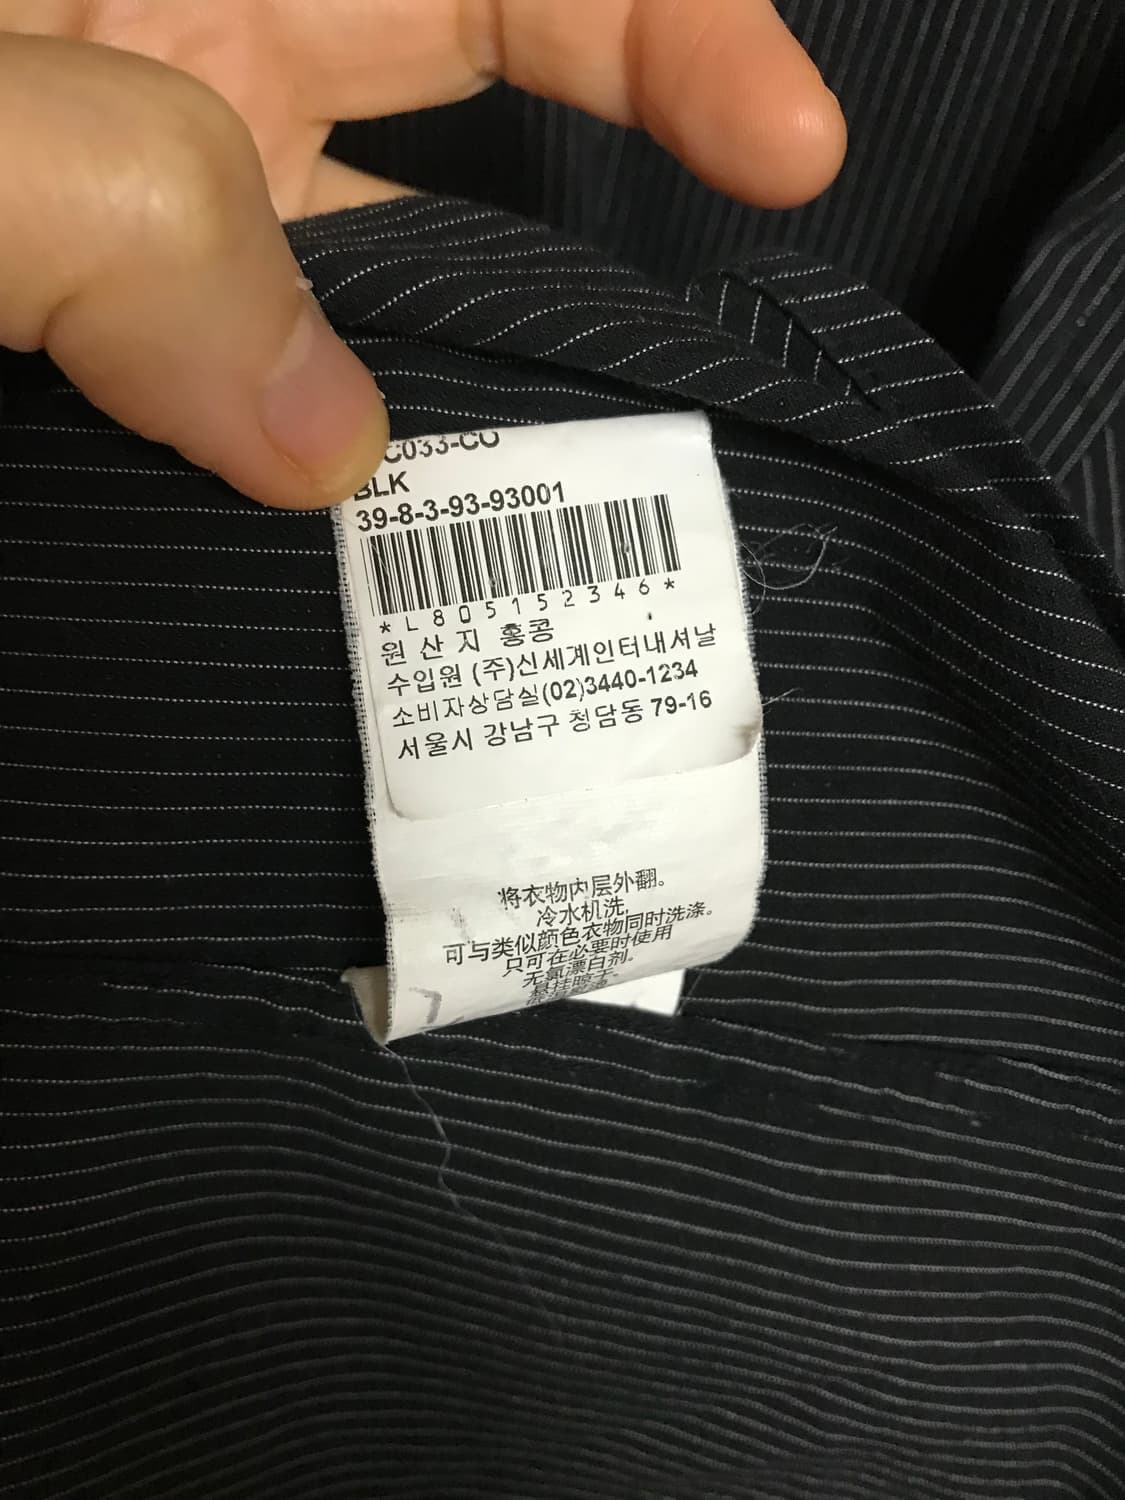 C033-CO
BLK
39-8-3-93-93001
*L805152346*
원산지 홍콩
수입원 (주)신세계인터내셔날
소비자상담실(02)3440-1234
서울시 강남구 청담동 79-16
将衣物内层外翻。
冷水机洗,
可与类似颜色衣物同时洗涤。
只可在必要时使用
无氯漂白剂。
悬挂晾干。